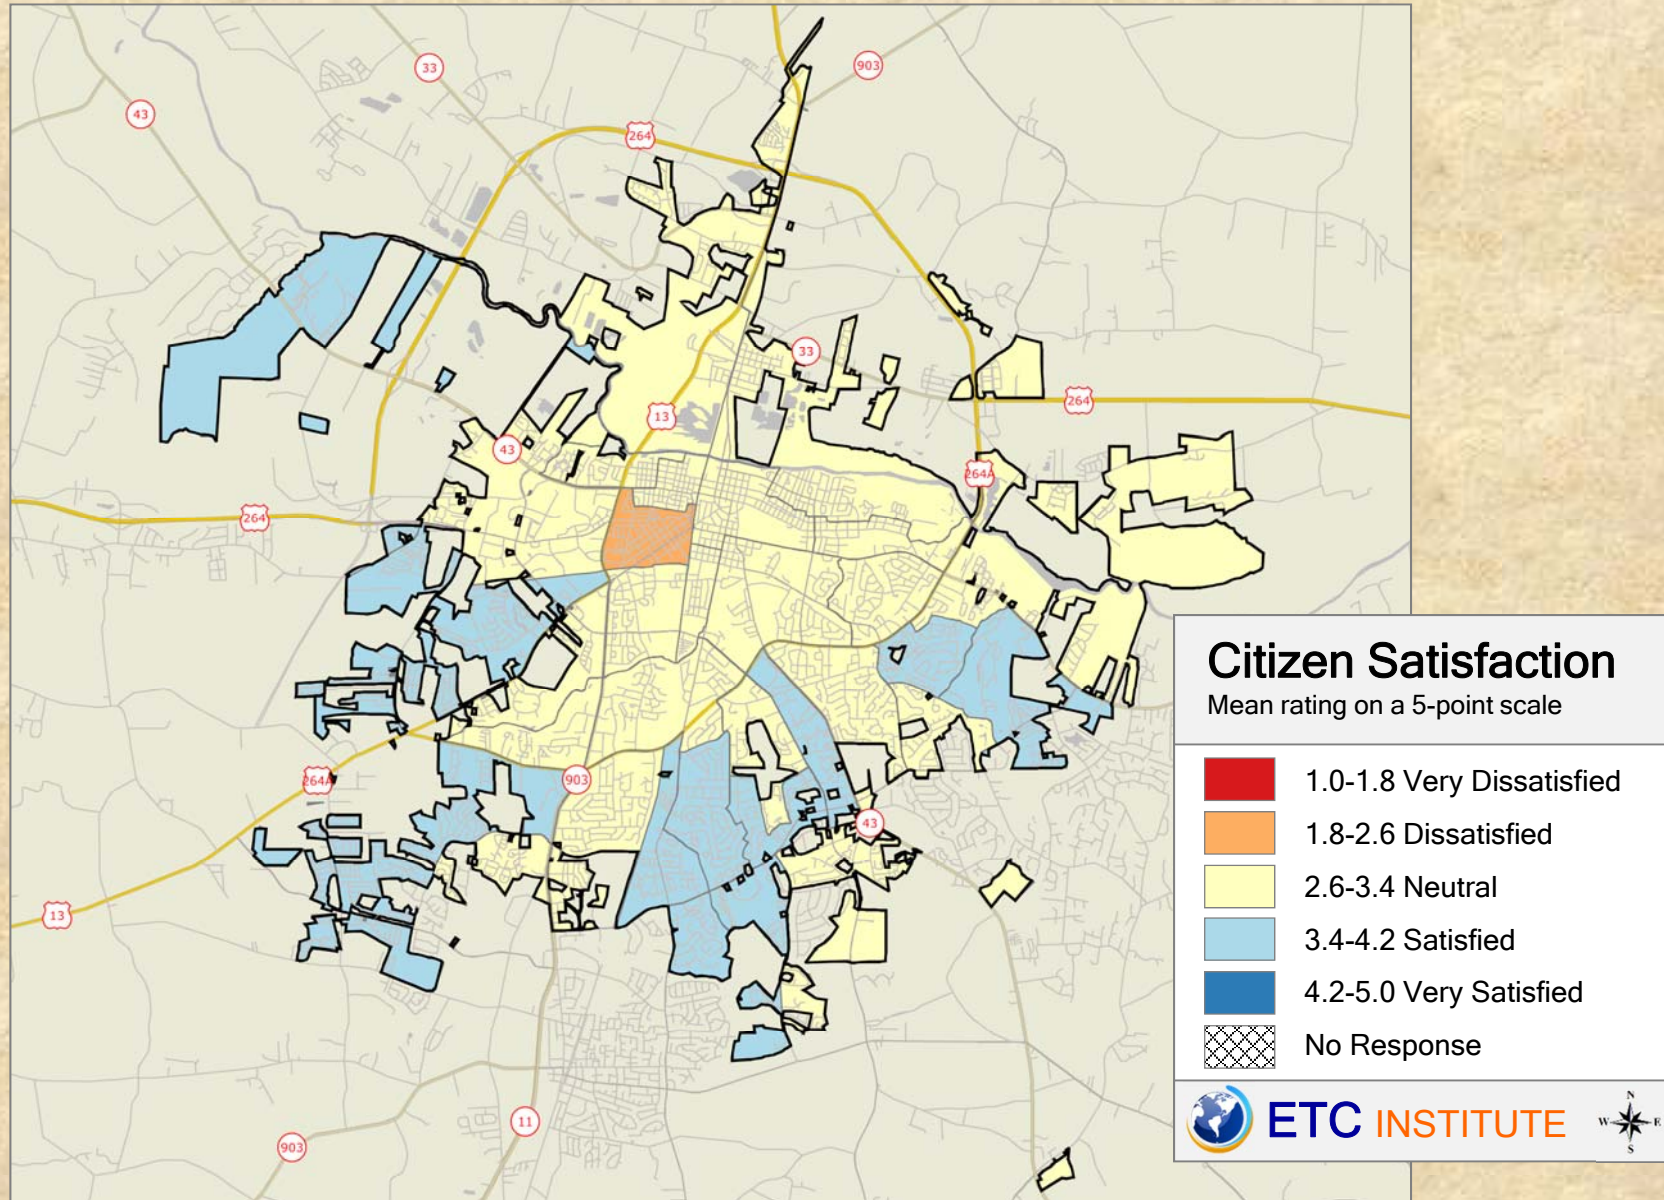 33
903
43
264
33
264
13
43
264A
264
903
264A
43
13
11
903
Citizen Satisfaction
Mean rating on a 5-point scale
1.0-1.8 Very Dissatisfied
1.8-2.6 Dissatisfied
2.6-3.4 Neutral
3.4-4.2 Satisfied
4.2-5.0 Very Satisfied
No Response
ETC INSTITUTE
N
W E
S